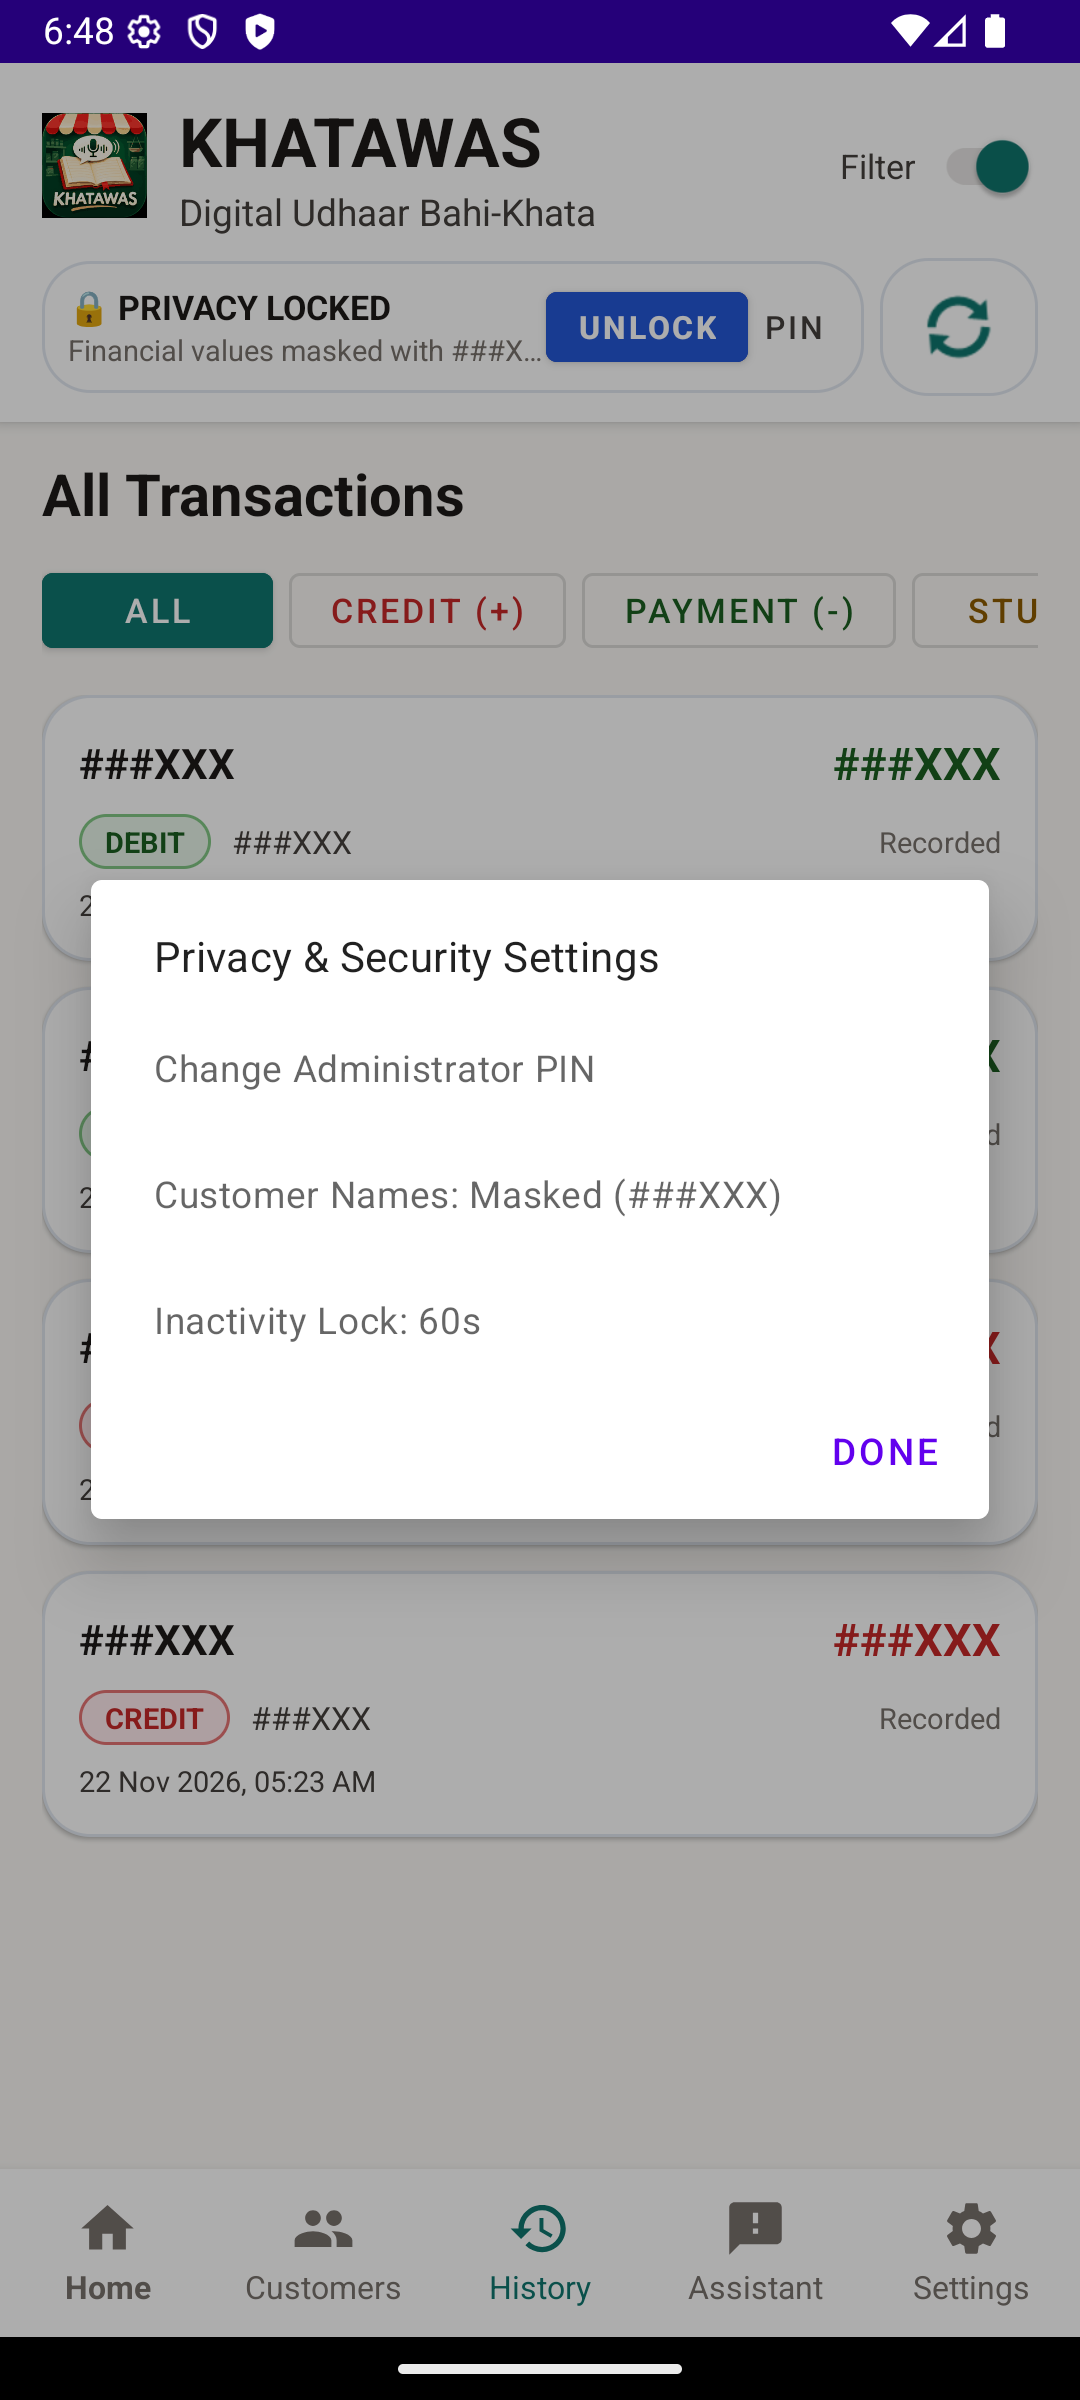 6:48
KHATAWAS
KHATAWAS
Digital Udhaar Bahi-Khata
Filter
🔒 PRIVACY LOCKED
Financial values masked with ###X...
UNLOCK
PIN
All Transactions
ALL
CREDIT (+)
PAYMENT (-)
STU
###XXX
###XXX
DEBIT
###XXX
Recorded
2
Privacy & Security Settings
Change Administrator PIN
Customer Names: Masked (###XXX)
Inactivity Lock: 60s
DONE
###XXX
###XXX
CREDIT
###XXX
Recorded
22 Nov 2026, 05:23 AM
Home
Customers
History
Assistant
Settings